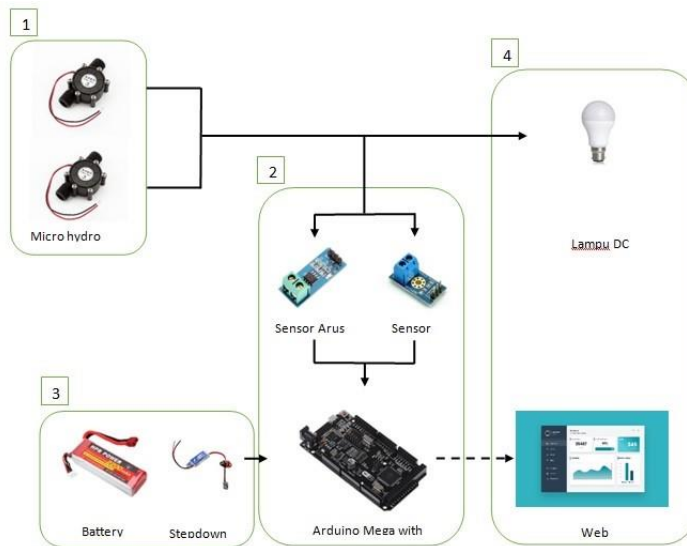 1
4
2
Micro hydro
Lampu DC
Sensor Arus
Sensor
3
Battery
Stepdown
Arduino Mega with
Web